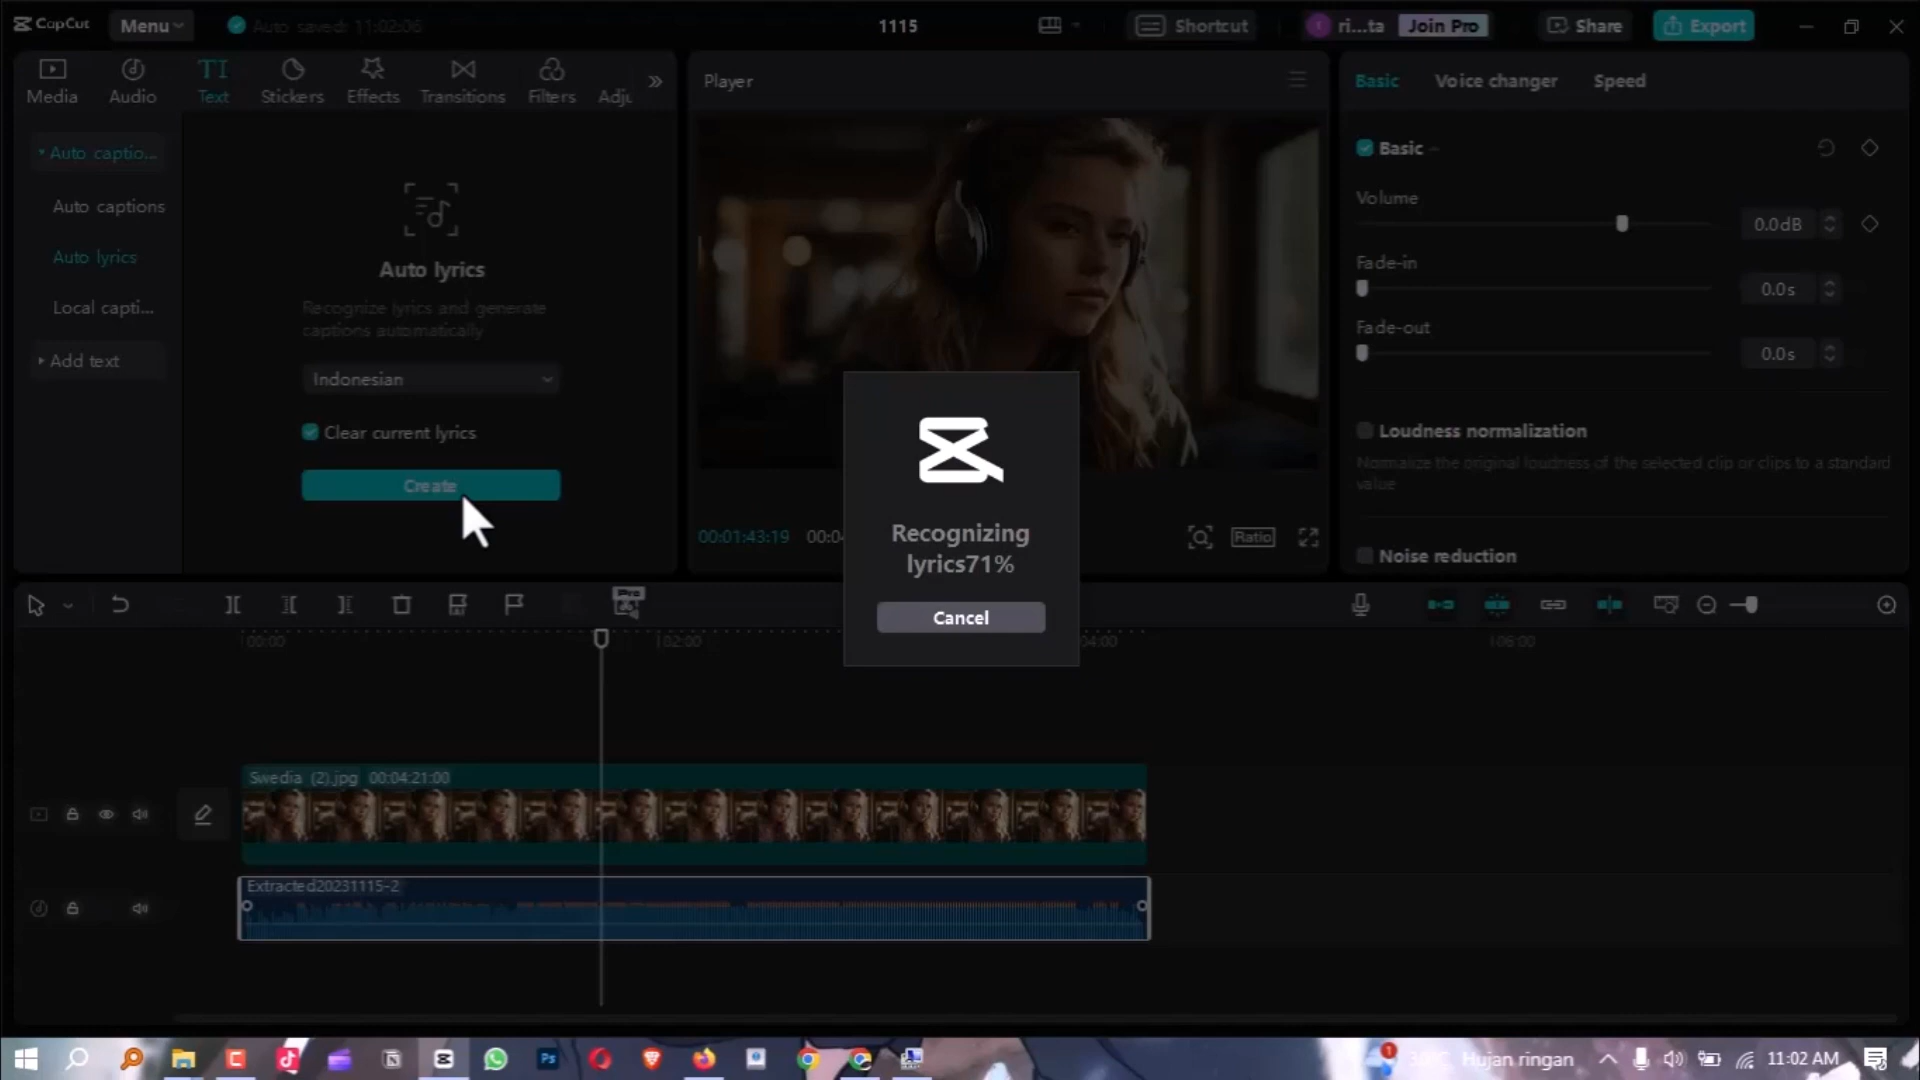 CapCut
Menu
Auto saved: 11:02:06
1115
Shortcut
ri...ta
Join Pro
Share
Export
Media
Audio
TI
Text
Stickers
Effects
Transitions
Filters
Adju
Auto captio...
Auto captions
Auto lyrics
Local capti...
Add text
Auto lyrics
Recognize lyrics and generate
captions automatically
Indonesian
Clear current lyrics
Create
Player
00:01:43:19
Ratio
Basic
Voice changer
Speed
Basic
Volume
0.0dB
Fade-in
0.0s
Fade-out
0.0s
Loudness normalization
Normalize the original loudness of the selected clip or clips to a standard
value
Noise reduction
Recognizing
lyrics71%
Cancel
Pro
00:00
02:00
04:00
06:00
Swedia (2).jpg 00:04:21:00
Extracted20231115-2
Ps
1
Hujan ringan
11:02 AM